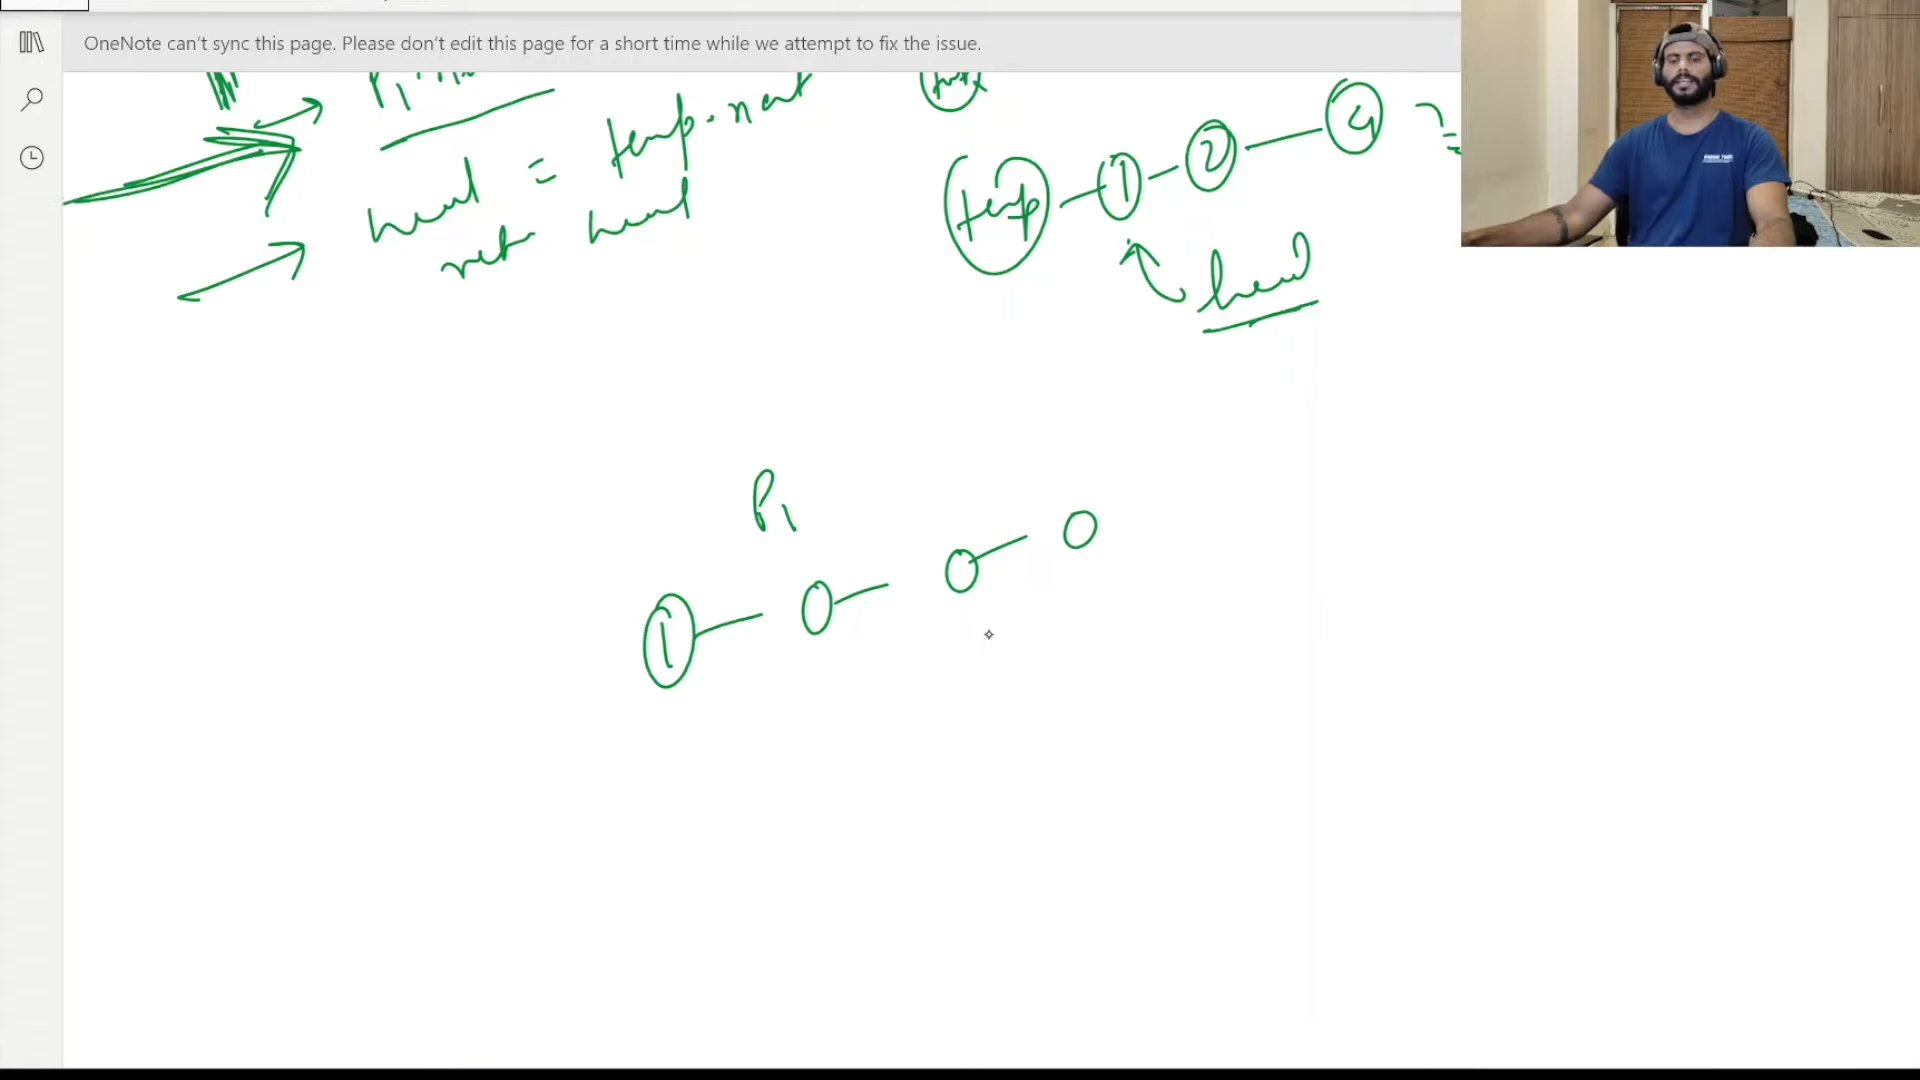 OneNote can't sync this page. Please don't edit this page for a short time while we attempt to fix the issue.
head = temp.next
ret head
temp 1 2 4
head
P1
1